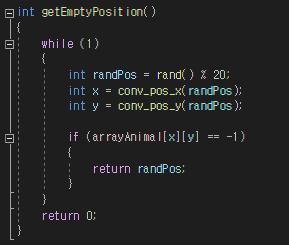 int getEmptyPosition()
{
    while (1)
    {
        int randPos = rand() % 20;
        int x = conv_pos_x(randPos);
        int y = conv_pos_y(randPos);

        if (arrayAnimal[x][y] == -1)
        {
            return randPos;
        }
    }
    return 0;
}